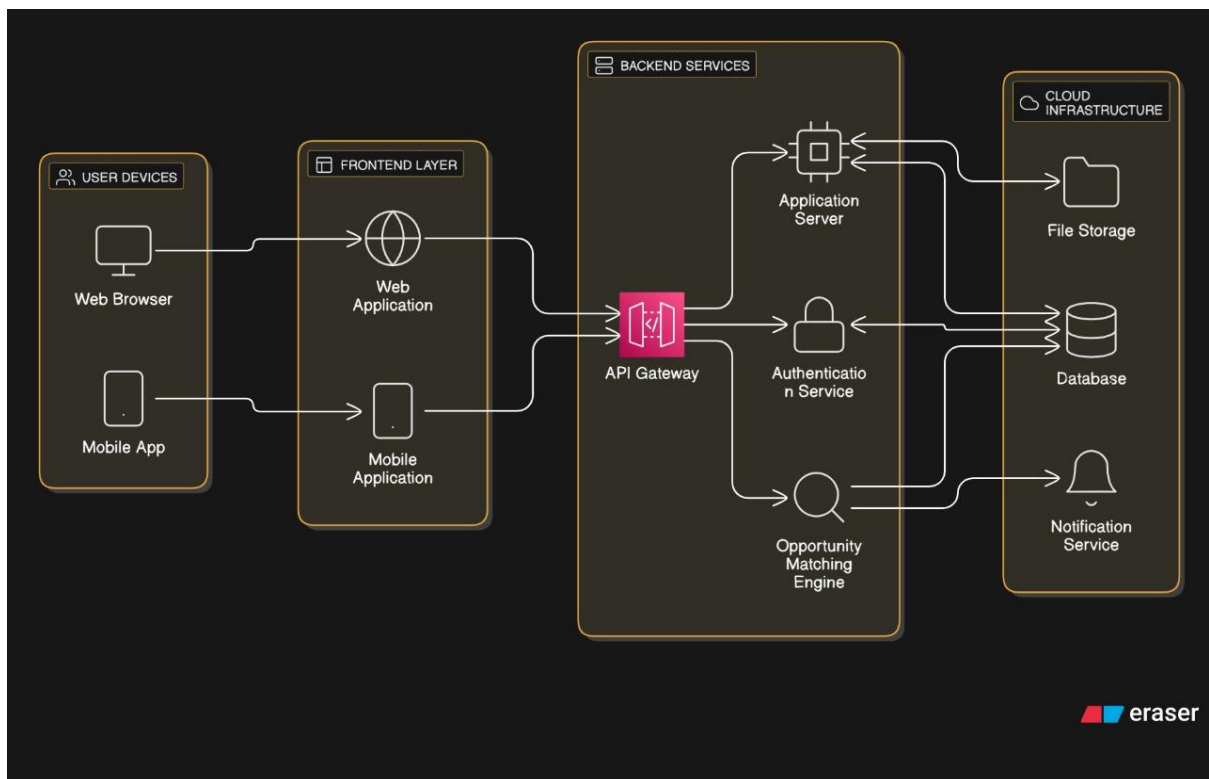 USER DEVICES
Web Browser
Mobile App
FRONTEND LAYER
Web
Application
Mobile
Application
BACKEND SERVICES
API Gateway
Application
Server
Authenticatio
n Service
Opportunity
Matching
Engine
CLOUD
INFRASTRUCTURE
File Storage
Database
Notification
Service
eraser